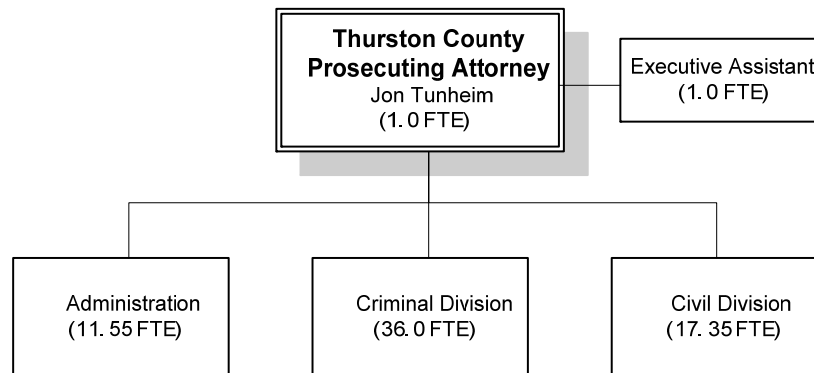 Thurston County
Prosecuting Attorney
Jon Tunheim
(1.0 FTE)
Executive Assistant
(1.0 FTE)
Administration
(11.55 FTE)
Criminal Division
(36.0 FTE)
Civil Division
(17.35 FTE)